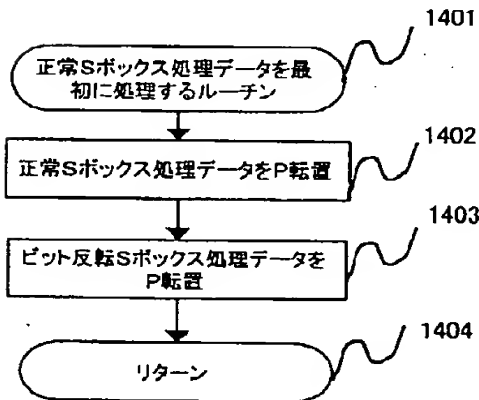 1401
正常Sボックス処理データを最
初に処理するルーチン
1402
正常Sボックス処理データをP転置
1403
ビット反転Sボックス処理データを
P転置
1404
リターン